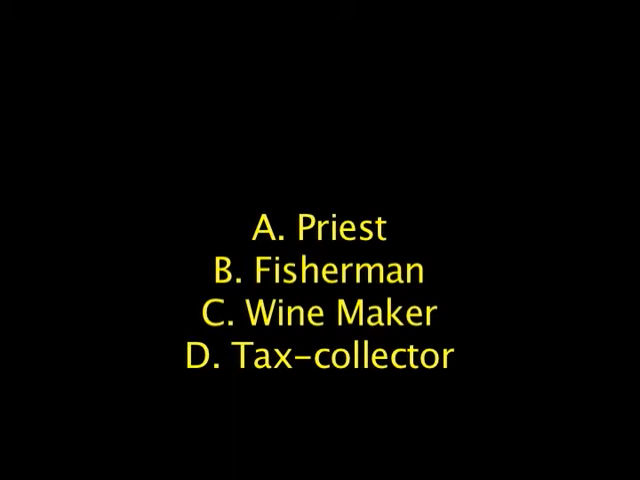 A. Priest
B. Fisherman
C. Wine Maker
D. Tax-collector